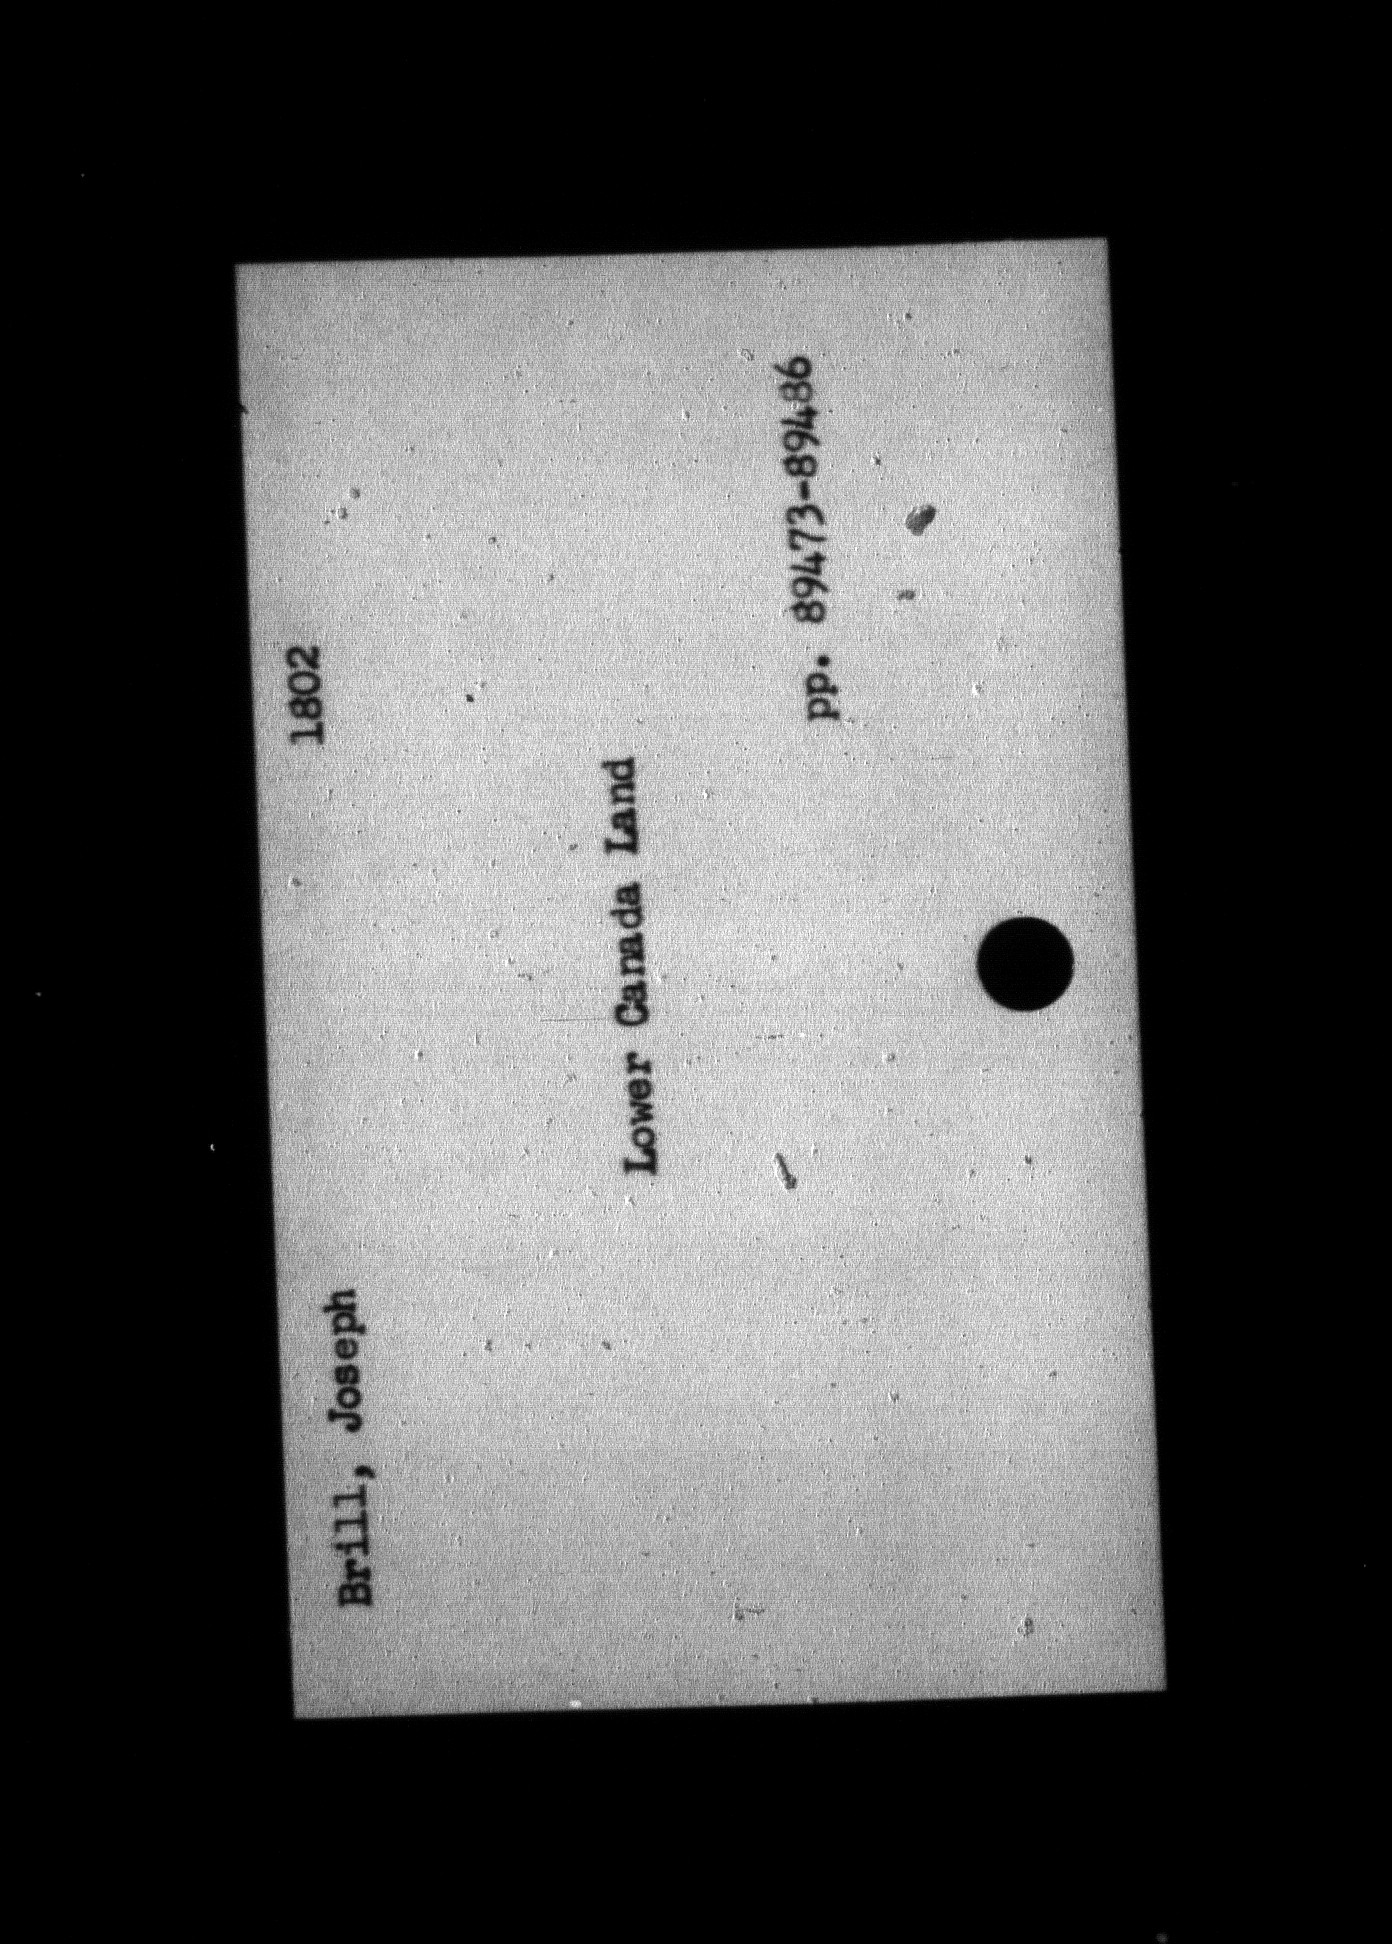 Brill, Joseph 1802
Lower Canada Land
pp. 89473-89486